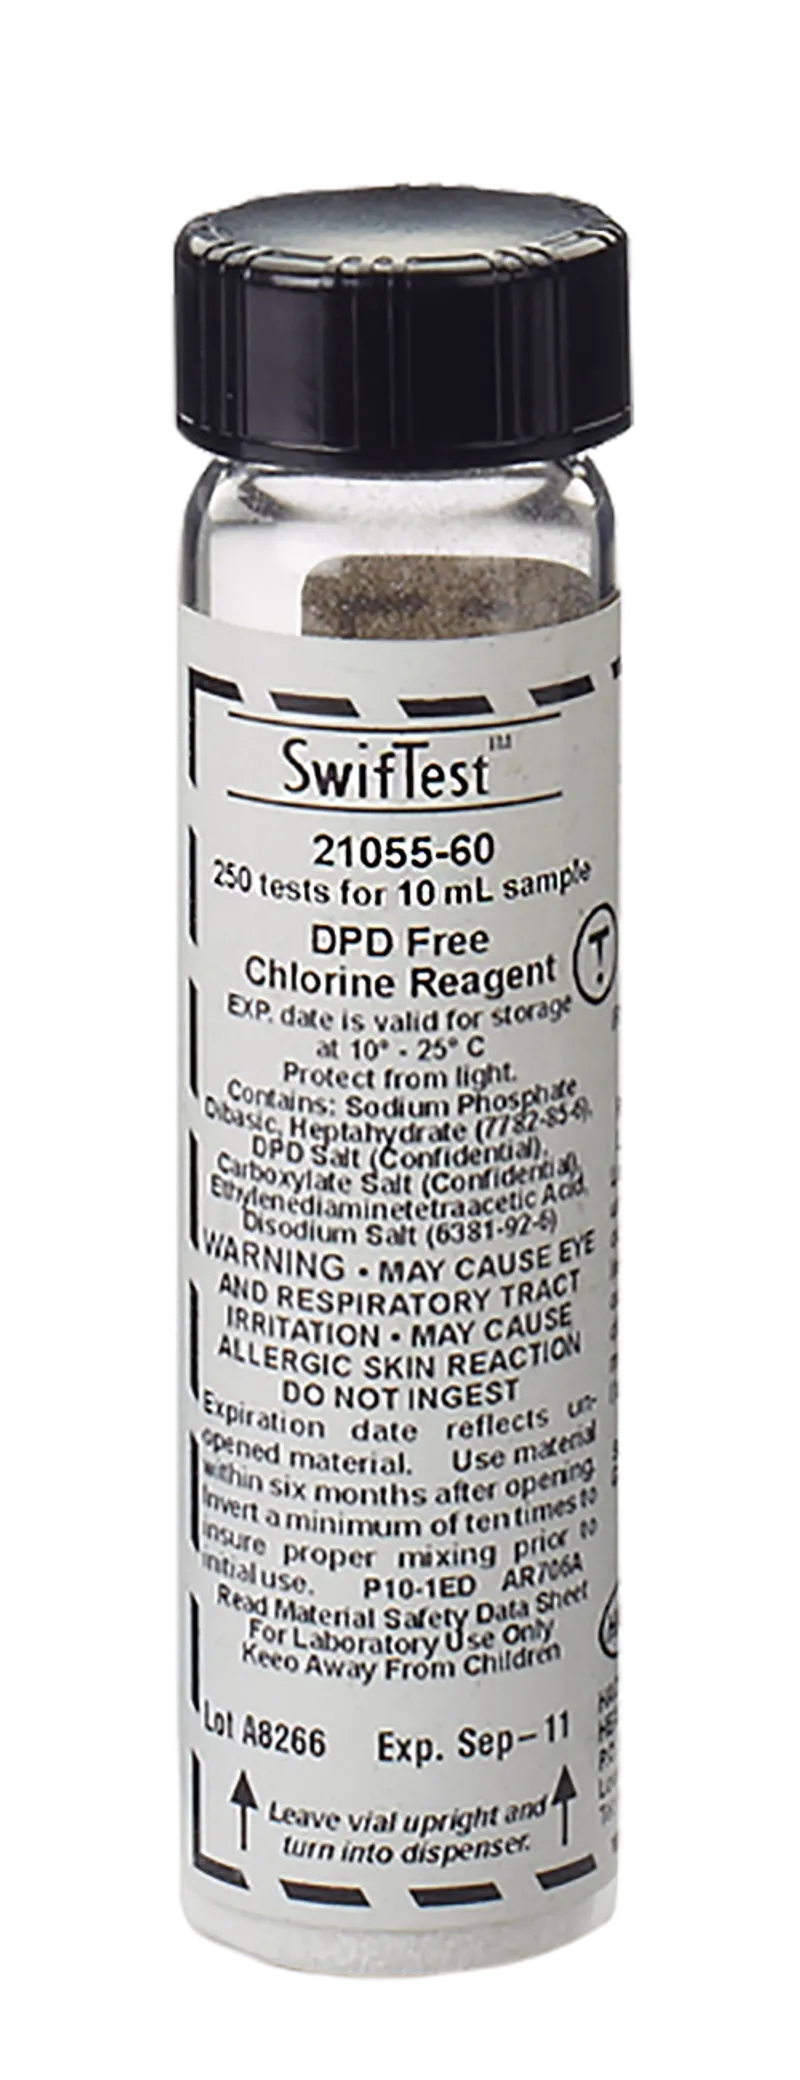 SwifTest™
21055-60
250 tests for 10 mL sample
DPD Free
Chlorine Reagent
T
EXP. date is valid for storage
at 10° - 25° C
Protect from light.
Contains: Sodium Phosphate
Dibasic, Heptahydrate (7782-85-6),
DPD Salt (Confidential),
Carboxylate Salt (Confidential),
Ethylenediaminetetraacetic Acid,
Disodium Salt (6381-92-6)
WARNING • MAY CAUSE EYE
AND RESPIRATORY TRACT
IRRITATION • MAY CAUSE
ALLERGIC SKIN REACTION
DO NOT INGEST
Expiration date reflects un-
opened material. Use material
within six months after opening.
Invert a minimum of ten times to
insure proper mixing prior to
initial use. P10-1ED AR706A
Read Material Safety Data Sheet
For Laboratory Use Only
Keep Away From Children
Lot A8266 Exp. Sep-11
Leave vial upright and
turn into dispenser.